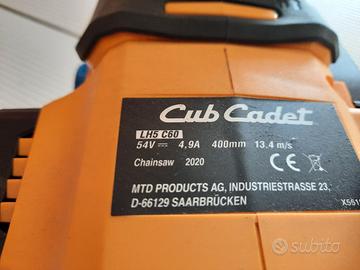 Cub Cadet
LH5 C60
54V ⎓ 4,9A 400mm 13.4 m/s
Chainsaw 2020 CE
MTD PRODUCTS AG, INDUSTRIESTRASSE 23,
D-66129 SAARBRÜCKEN
subito